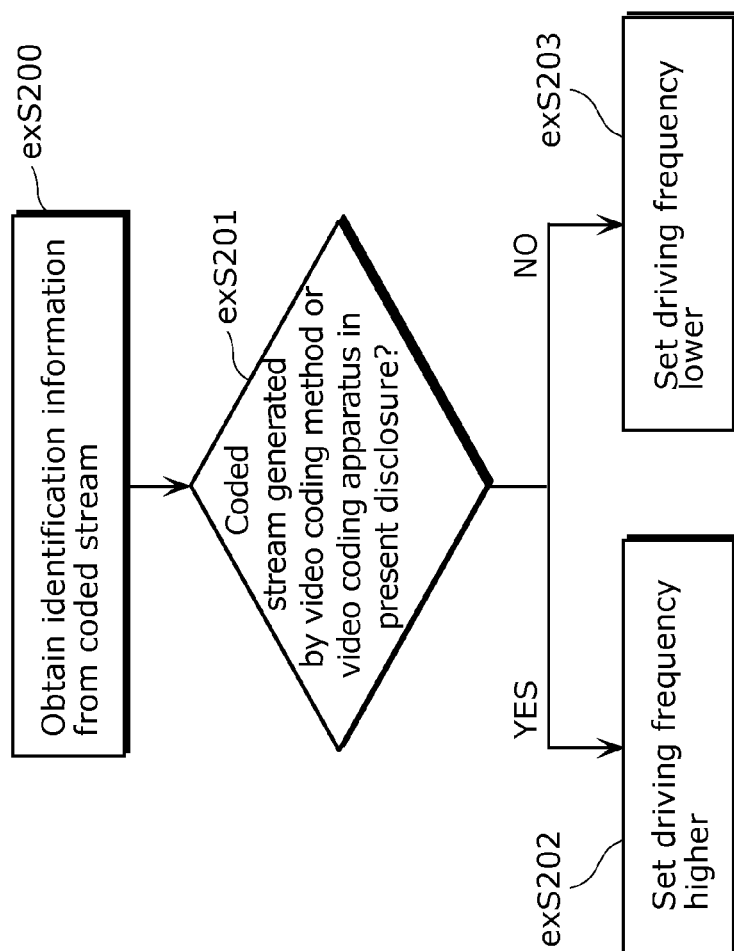 exS200
Obtain identification information
from coded stream
exS201
Coded
stream generated
by video coding method or
video coding apparatus in
present disclosure?
YES
NO
exS202
Set driving frequency
higher
exS203
Set driving frequency
lower